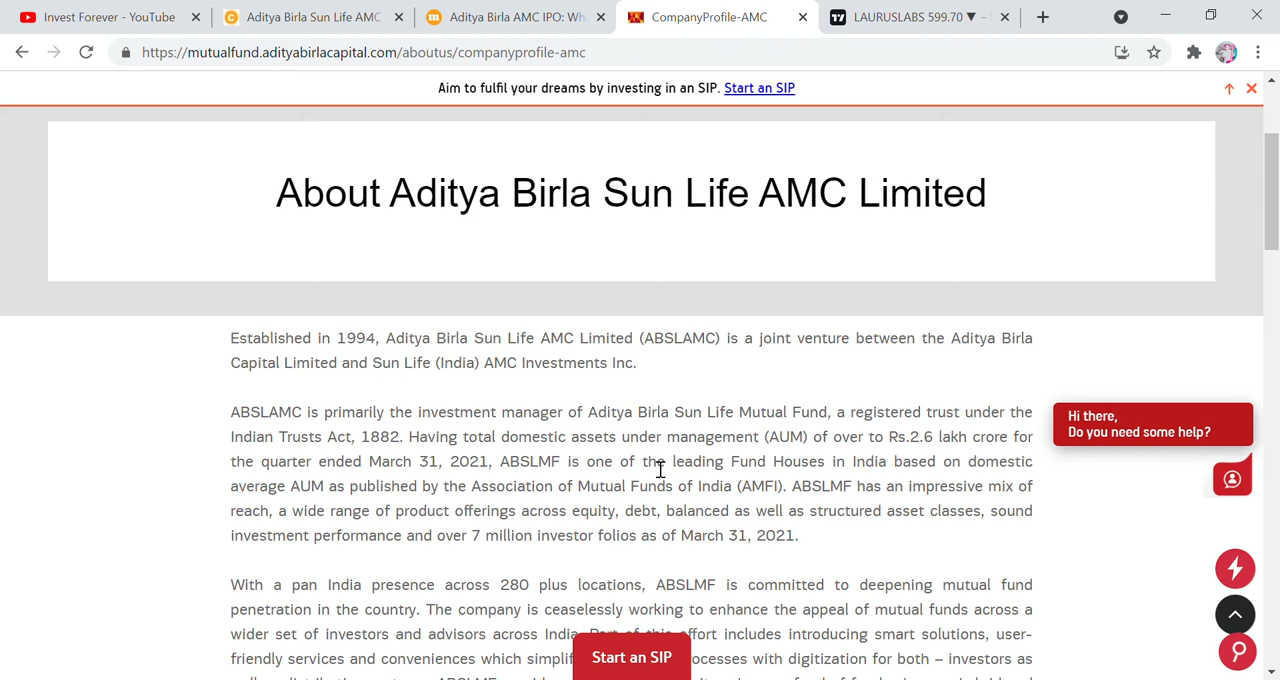 Invest Forever - YouTube
Aditya Birla Sun Life AMC
Aditya Birla AMC IPO: Wh
CompanyProfile-AMC
LAURUSLABS 599.70 ▼ –
https://mutualfund.adityabirlacapital.com/aboutus/companyprofile-amc
Aim to fulfil your dreams by investing in an SIP. Start an SIP
About Aditya Birla Sun Life AMC Limited
Established in 1994, Aditya Birla Sun Life AMC Limited (ABSLAMC) is a joint venture between the Aditya Birla
Capital Limited and Sun Life (India) AMC Investments Inc.
ABSLAMC is primarily the investment manager of Aditya Birla Sun Life Mutual Fund, a registered trust under the
Indian Trusts Act, 1882. Having total domestic assets under management (AUM) of over to Rs.2.6 lakh crore for
the quarter ended March 31, 2021, ABSLMF is one of the leading Fund Houses in India based on domestic
average AUM as published by the Association of Mutual Funds of India (AMFI). ABSLMF has an impressive mix of
reach, a wide range of product offerings across equity, debt, balanced as well as structured asset classes, sound
investment performance and over 7 million investor folios as of March 31, 2021.
Hi there,
Do you need some help?
With a pan India presence across 280 plus locations, ABSLMF is committed to deepening mutual fund
penetration in the country. The company is ceaselessly working to enhance the appeal of mutual funds across a
wider set of investors and advisors across India. Part of this effort includes introducing smart solutions, user-
friendly services and conveniences which simplif ocesses with digitization for both – investors as
Start an SIP